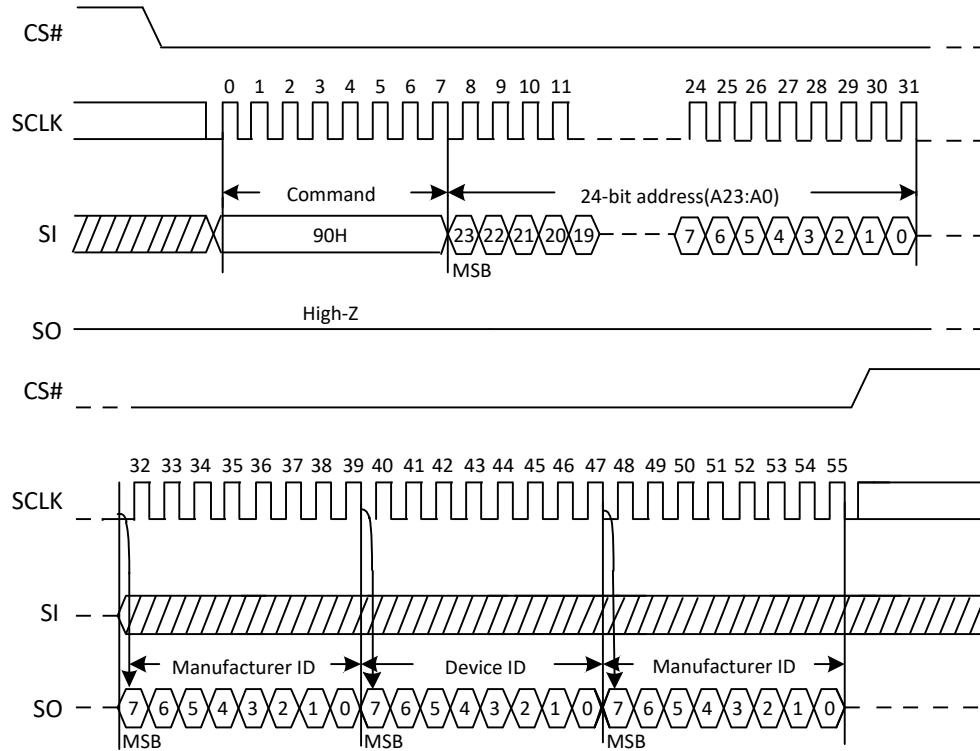 CS#
0 1 2 3 4 5 6 7 8 9 10 11 24 25 26 27 28 29 30 31
SCLK
Command 24-bit address(A23:A0)
SI 90H 23 22 21 20 19 7 6 5 4 3 2 1 0
MSB
High-Z
SO
CS#
32 33 34 35 36 37 38 39 40 41 42 43 44 45 46 47 48 49 50 51 52 53 54 55
SCLK
SI
Manufacturer ID Device ID Manufacturer ID
SO 7 6 5 4 3 2 1 0 7 6 5 4 3 2 1 0 7 6 5 4 3 2 1 0
MSB MSB MSB